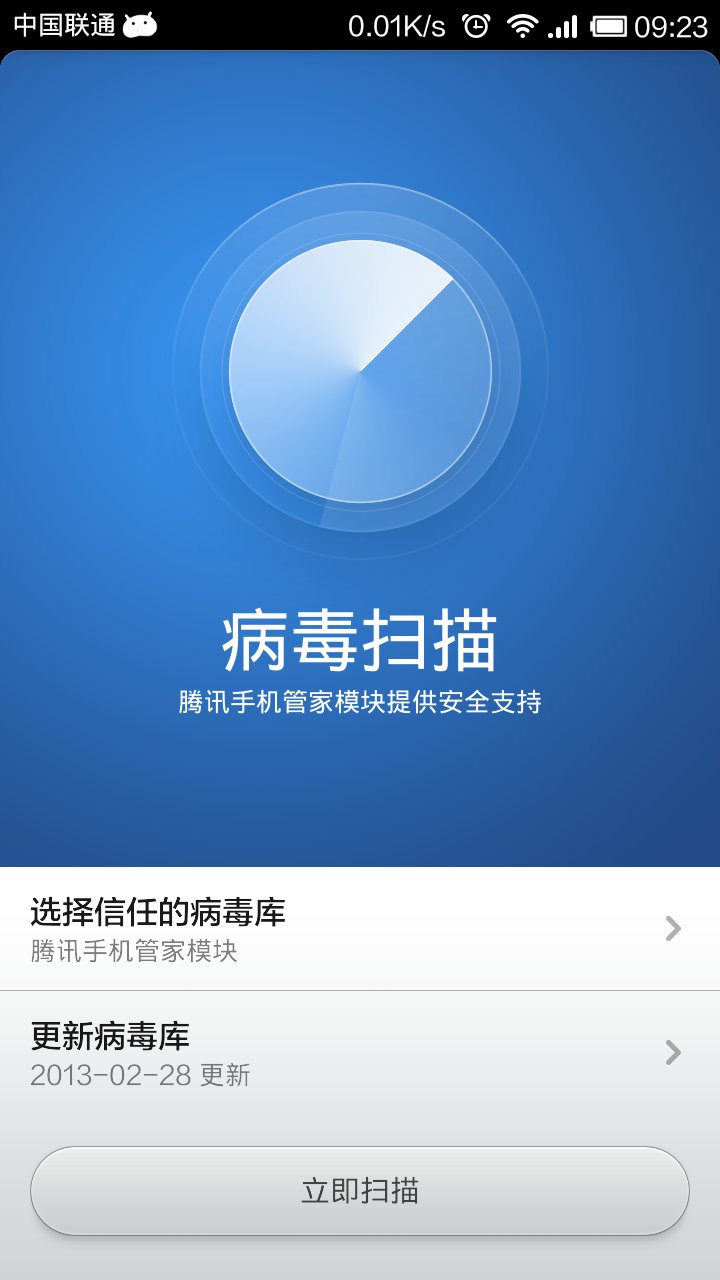 中国联通 0.01K/s 09:23
病毒扫描
腾讯手机管家模块提供安全支持
选择信任的病毒库
腾讯手机管家模块
更新病毒库
2013-02-28 更新
立即扫描